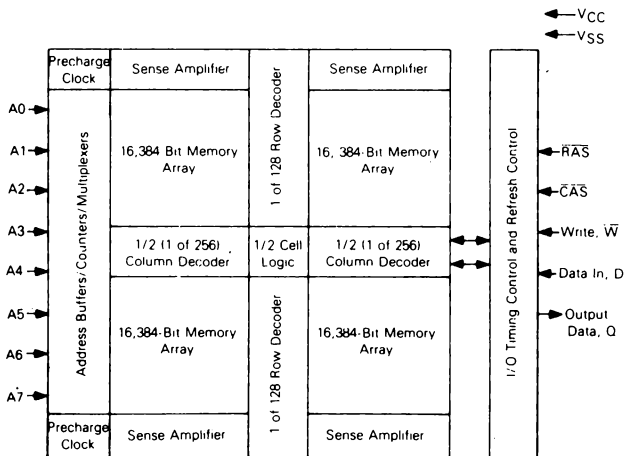 VCC
VSS
Precharge
Clock
Sense Amplifier
1 of 128 Row Decoder
Sense Amplifier
A0
A1
A2
A3
A4
A5
A6
A7
Address Buffers/Counters/Multiplexers
16,384 Bit Memory
Array
16,384-Bit Memory
Array
1/2 (1 of 256)
Column Decoder
1/2 Cell
Logic
1/2 (1 of 256)
Column Decoder
16,384-Bit Memory
Array
1 of 128 Row Decoder
16,384-Bit Memory
Array
Precharge
Clock
Sense Amplifier
Sense Amplifier
I/O Timing Control and Refresh Control
R̅A̅S̅
C̅A̅S̅
Write, W̅
Data In, D
Output
Data, Q